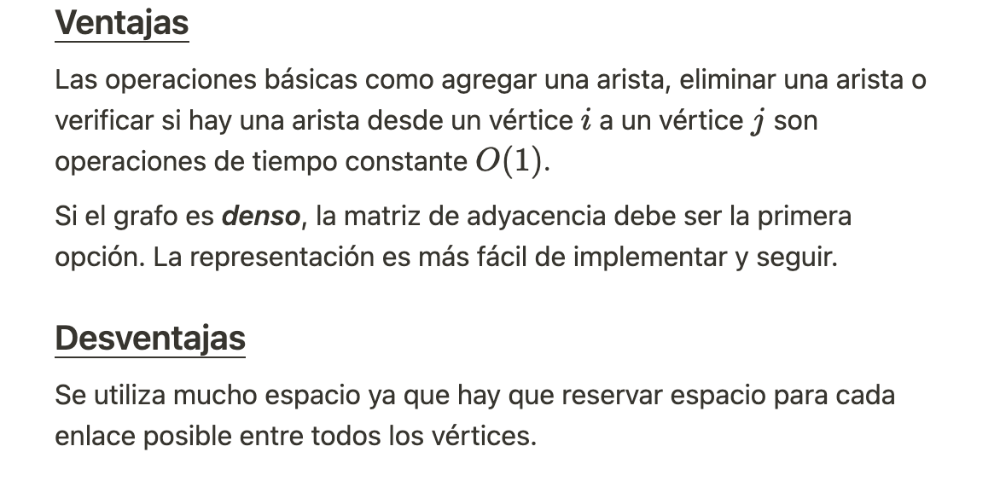 Ventajas
Las operaciones básicas como agregar una arista, eliminar una arista o
verificar si hay una arista desde un vértice i a un vértice j son
operaciones de tiempo constante O(1).
Si el grafo es denso, la matriz de adyacencia debe ser la primera
opción. La representación es más fácil de implementar y seguir.
Desventajas
Se utiliza mucho espacio ya que hay que reservar espacio para cada
enlace posible entre todos los vértices.